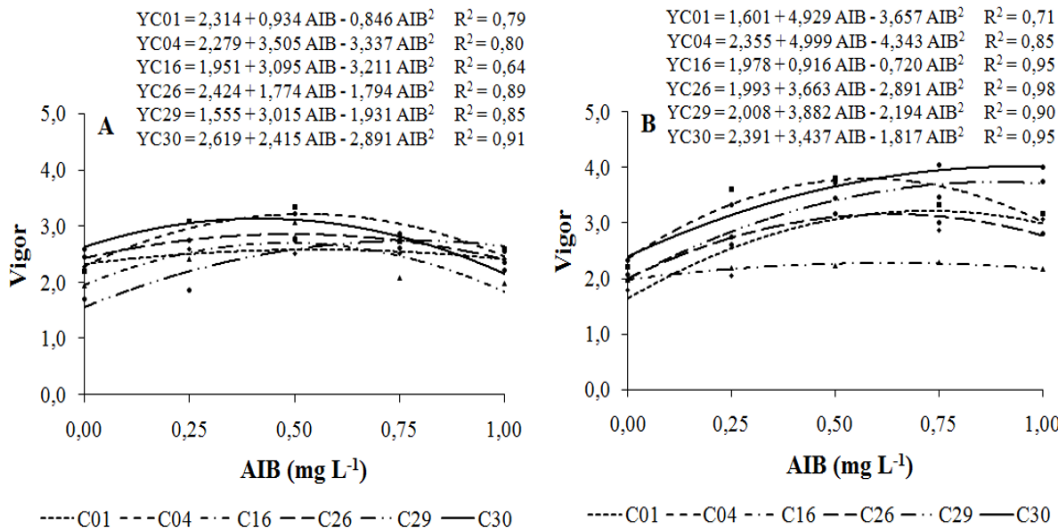 YC01 = 2,314 + 0,934 AIB - 0,846 AIB² R² = 0,79
YC04 = 2,279 + 3,505 AIB - 3,337 AIB² R² = 0,80
YC16 = 1,951 + 3,095 AIB - 3,211 AIB² R² = 0,64
YC26 = 2,424 + 1,774 AIB - 1,794 AIB² R² = 0,89
YC29 = 1,555 + 3,015 AIB - 1,931 AIB² R² = 0,85
YC30 = 2,619 + 2,415 AIB - 2,891 AIB² R² = 0,91
A
5,0
4,0
3,0
2,0
1,0
0,0
Vigor
0,00 0,25 0,50 0,75 1,00
AIB (mg L⁻¹)
C01 C04 C16 C26 C29 C30
YC01 = 1,601 + 4,929 AIB - 3,657 AIB² R² = 0,71
YC04 = 2,355 + 4,999 AIB - 4,343 AIB² R² = 0,85
YC16 = 1,978 + 0,916 AIB - 0,720 AIB² R² = 0,95
YC26 = 1,993 + 3,663 AIB - 2,891 AIB² R² = 0,98
YC29 = 2,008 + 3,882 AIB - 2,194 AIB² R² = 0,90
YC30 = 2,391 + 3,437 AIB - 1,817 AIB² R² = 0,95
B
5,0
4,0
3,0
2,0
1,0
0,0
Vigor
0,00 0,25 0,50 0,75 1,00
AIB (mg L⁻¹)
C01 C04 C16 C26 C29 C30